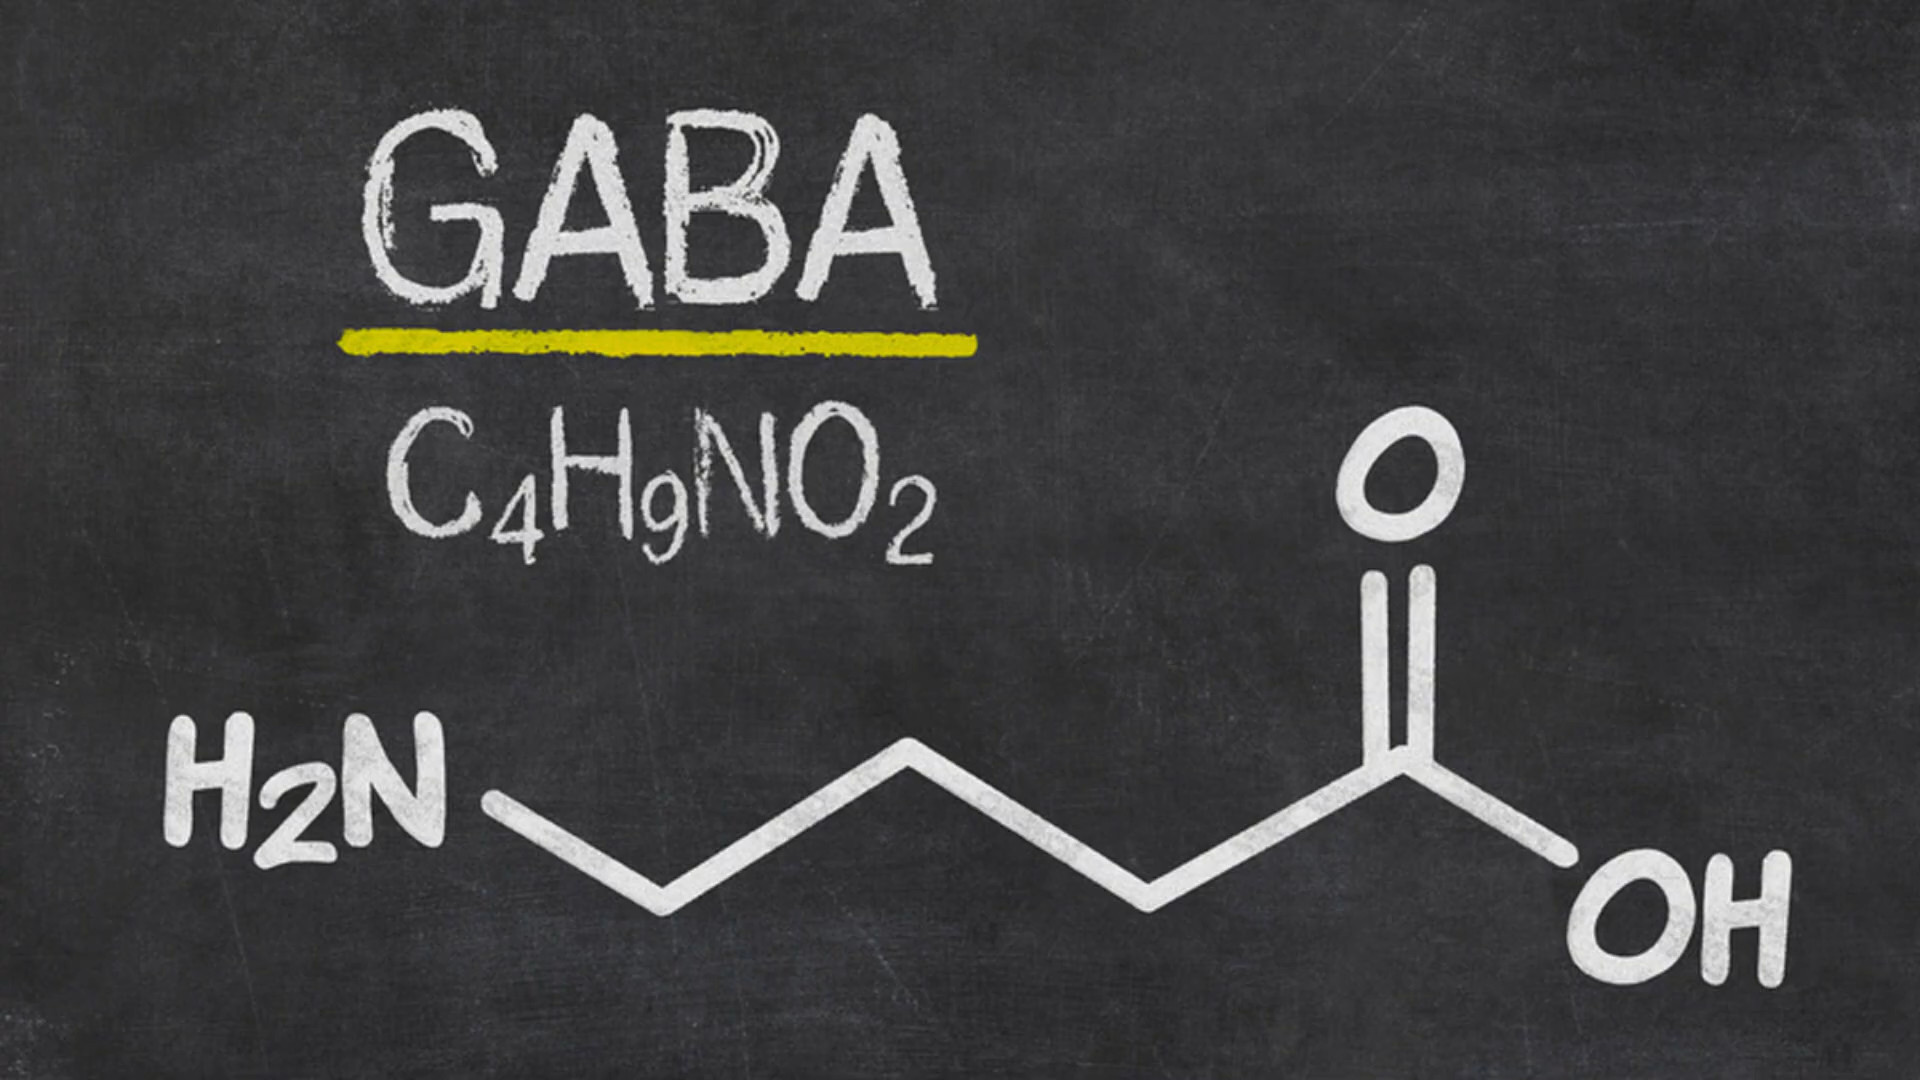 GABA
C₄H₉NO₂
O
H₂N
OH